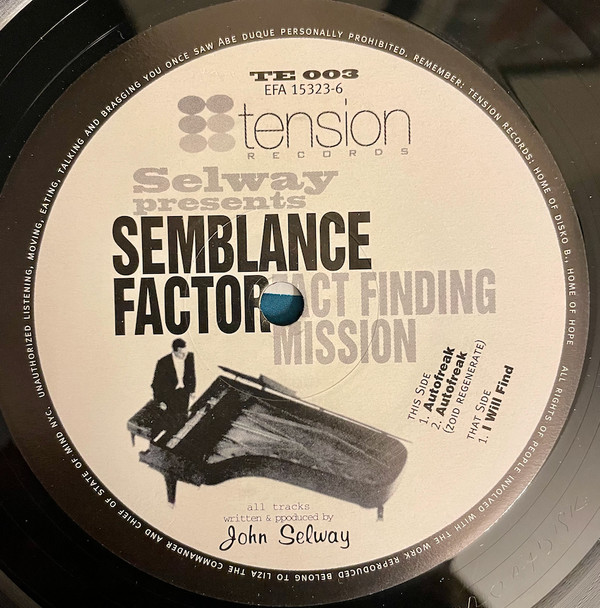 TE 003
EFA 15323-6
tension
RECORDS
Selway
presents
SEMBLANCE
FACTOR
FACT FINDING
MISSION
THIS SIDE
1. Autofreak
2. Autofreak
(ZOID REGENERATE)
THAT SIDE
1. I Will Find
all tracks
written & ppoduced by
John Selway
ALL RIGHTS OF PEOPLE INVOLVED WITH THE WORK REPRODUCED BELONG TO LIZA THE COMMANDER AND CHIEF OF STATE OF MIND NYC. UNAUTHORIZED LISTENING, MOVING, EATING, TALKING AND BRAGGING YOU ONCE SAW ABE DUQUE PERSONALLY PROHIBITED. REMEMBER: TENSION RECORDS: HOME OF DISKO B., HOME OF HOPE